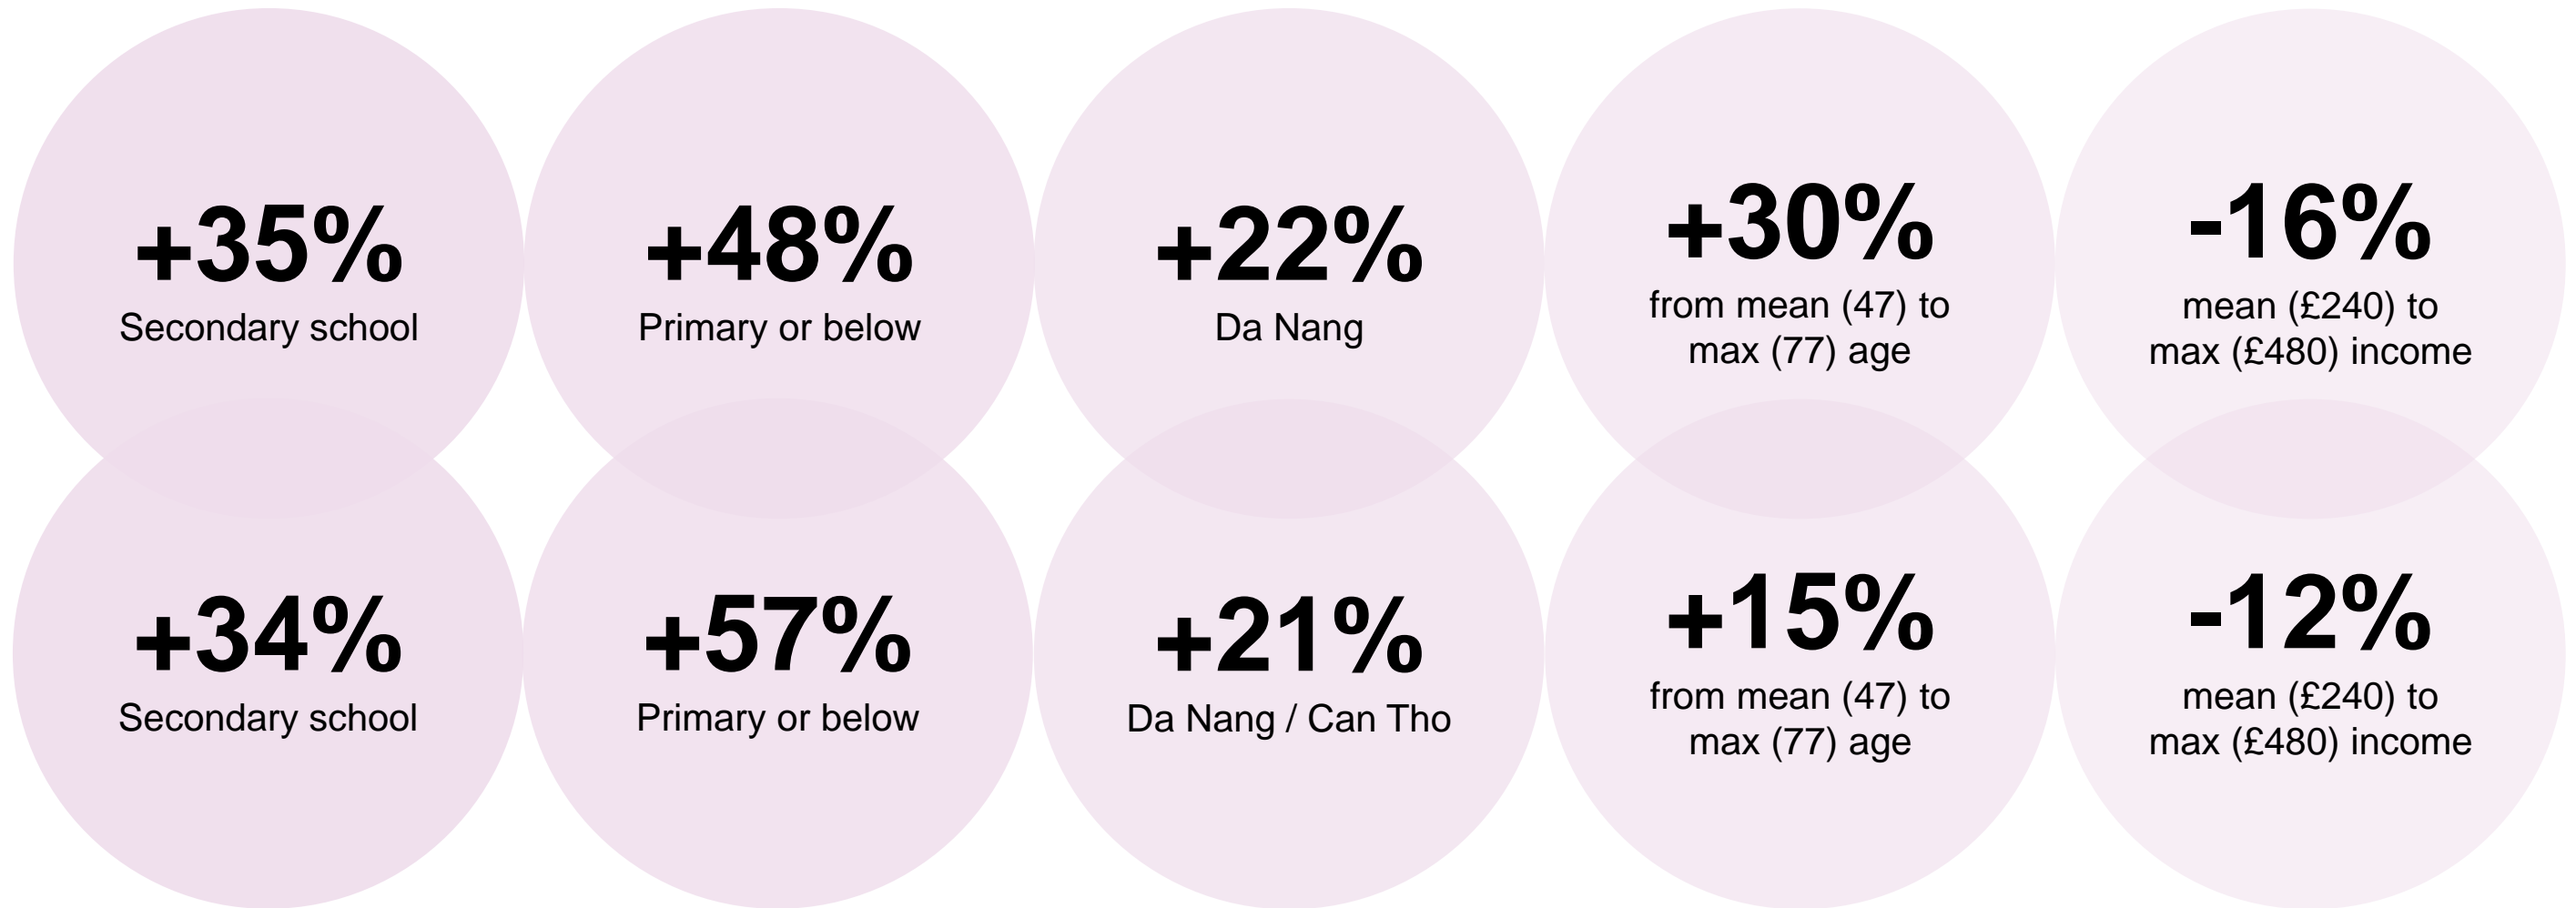 +35%
Secondary school
+48%
Primary or below
+22%
Da Nang
+30%
from mean (47) to
max (77) age
-16%
mean (£240) to
max (£480) income
+34%
Secondary school
+57%
Primary or below
+21%
Da Nang / Can Tho
+15%
from mean (47) to
max (77) age
-12%
mean (£240) to
max (£480) income